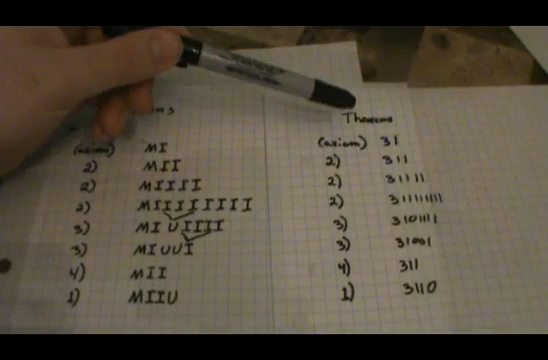 (axiom) MI
2) MII
2) MIIII
2) MIIIIIIII
3) MIUIIII
3) MIUUI
4) MII
1) MIIU
Theorems
(axiom) 31
2) 311
2) 31111
2) 311111111
3) 3101111
3) 31001
4) 311
1) 3110